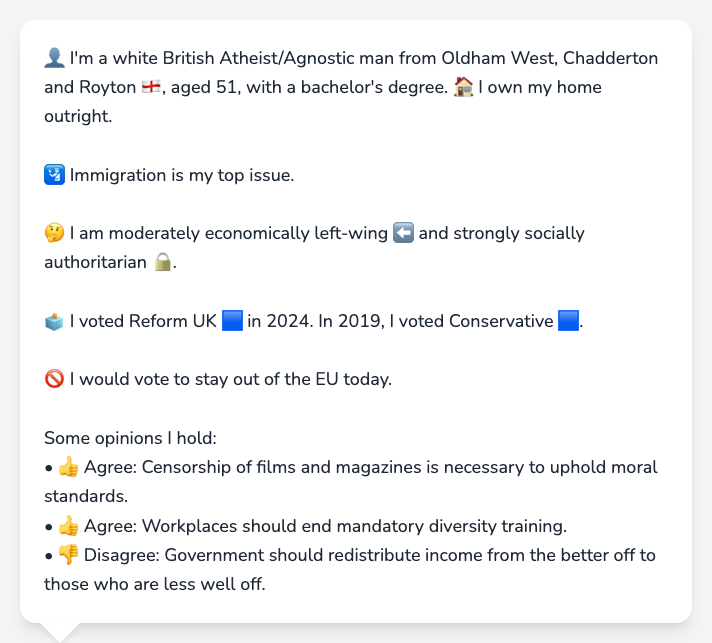 👤 I'm a white British Atheist/Agnostic man from Oldham West, Chadderton
and Royton 🏴󠁧󠁢󠁥󠁮󠁧󠁿, aged 51, with a bachelor's degree. 🏠 I own my home
outright.
🛂 Immigration is my top issue.
🤔 I am moderately economically left-wing ⬅️ and strongly socially
authoritarian 🔒.
🗳️ I voted Reform UK 🟦 in 2024. In 2019, I voted Conservative 🟦.
🚫 I would vote to stay out of the EU today.
Some opinions I hold:
• 👍 Agree: Censorship of films and magazines is necessary to uphold moral
standards.
• 👍 Agree: Workplaces should end mandatory diversity training.
• 👎 Disagree: Government should redistribute income from the better off to
those who are less well off.